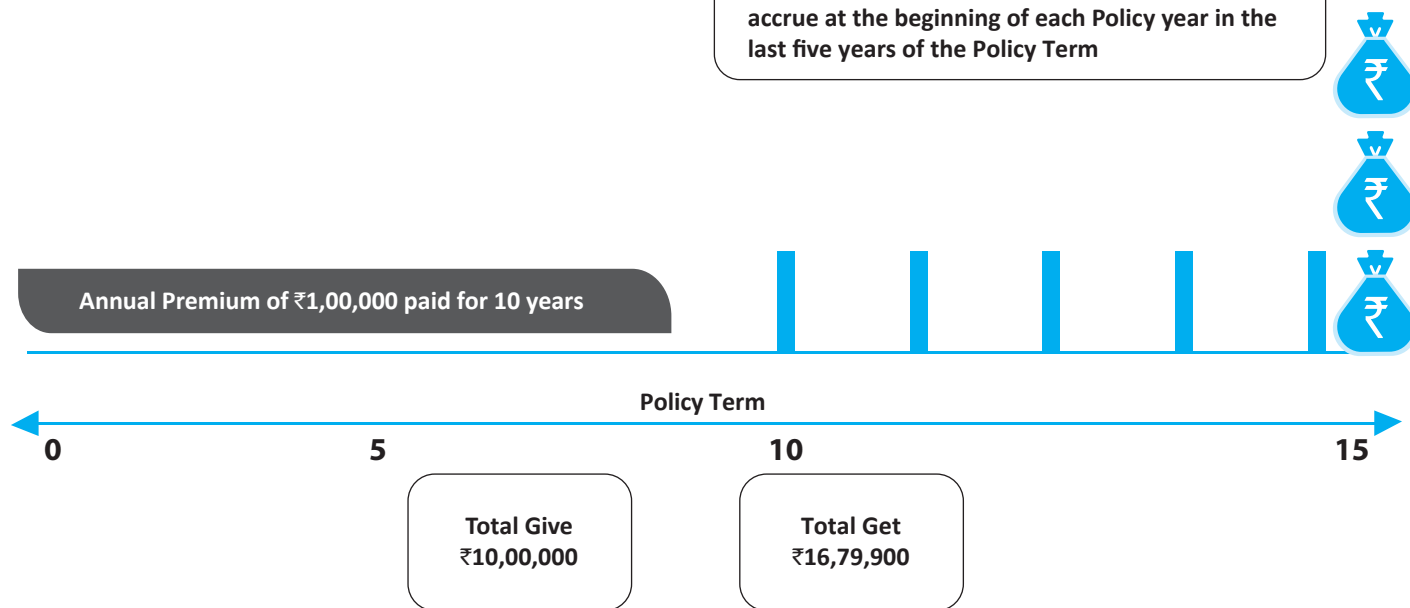 accrue at the beginning of each Policy year in the
last five years of the Policy Term
₹
₹
₹
Annual Premium of ₹1,00,000 paid for 10 years
Policy Term
0 5 10 15
Total Give
₹10,00,000
Total Get
₹16,79,900